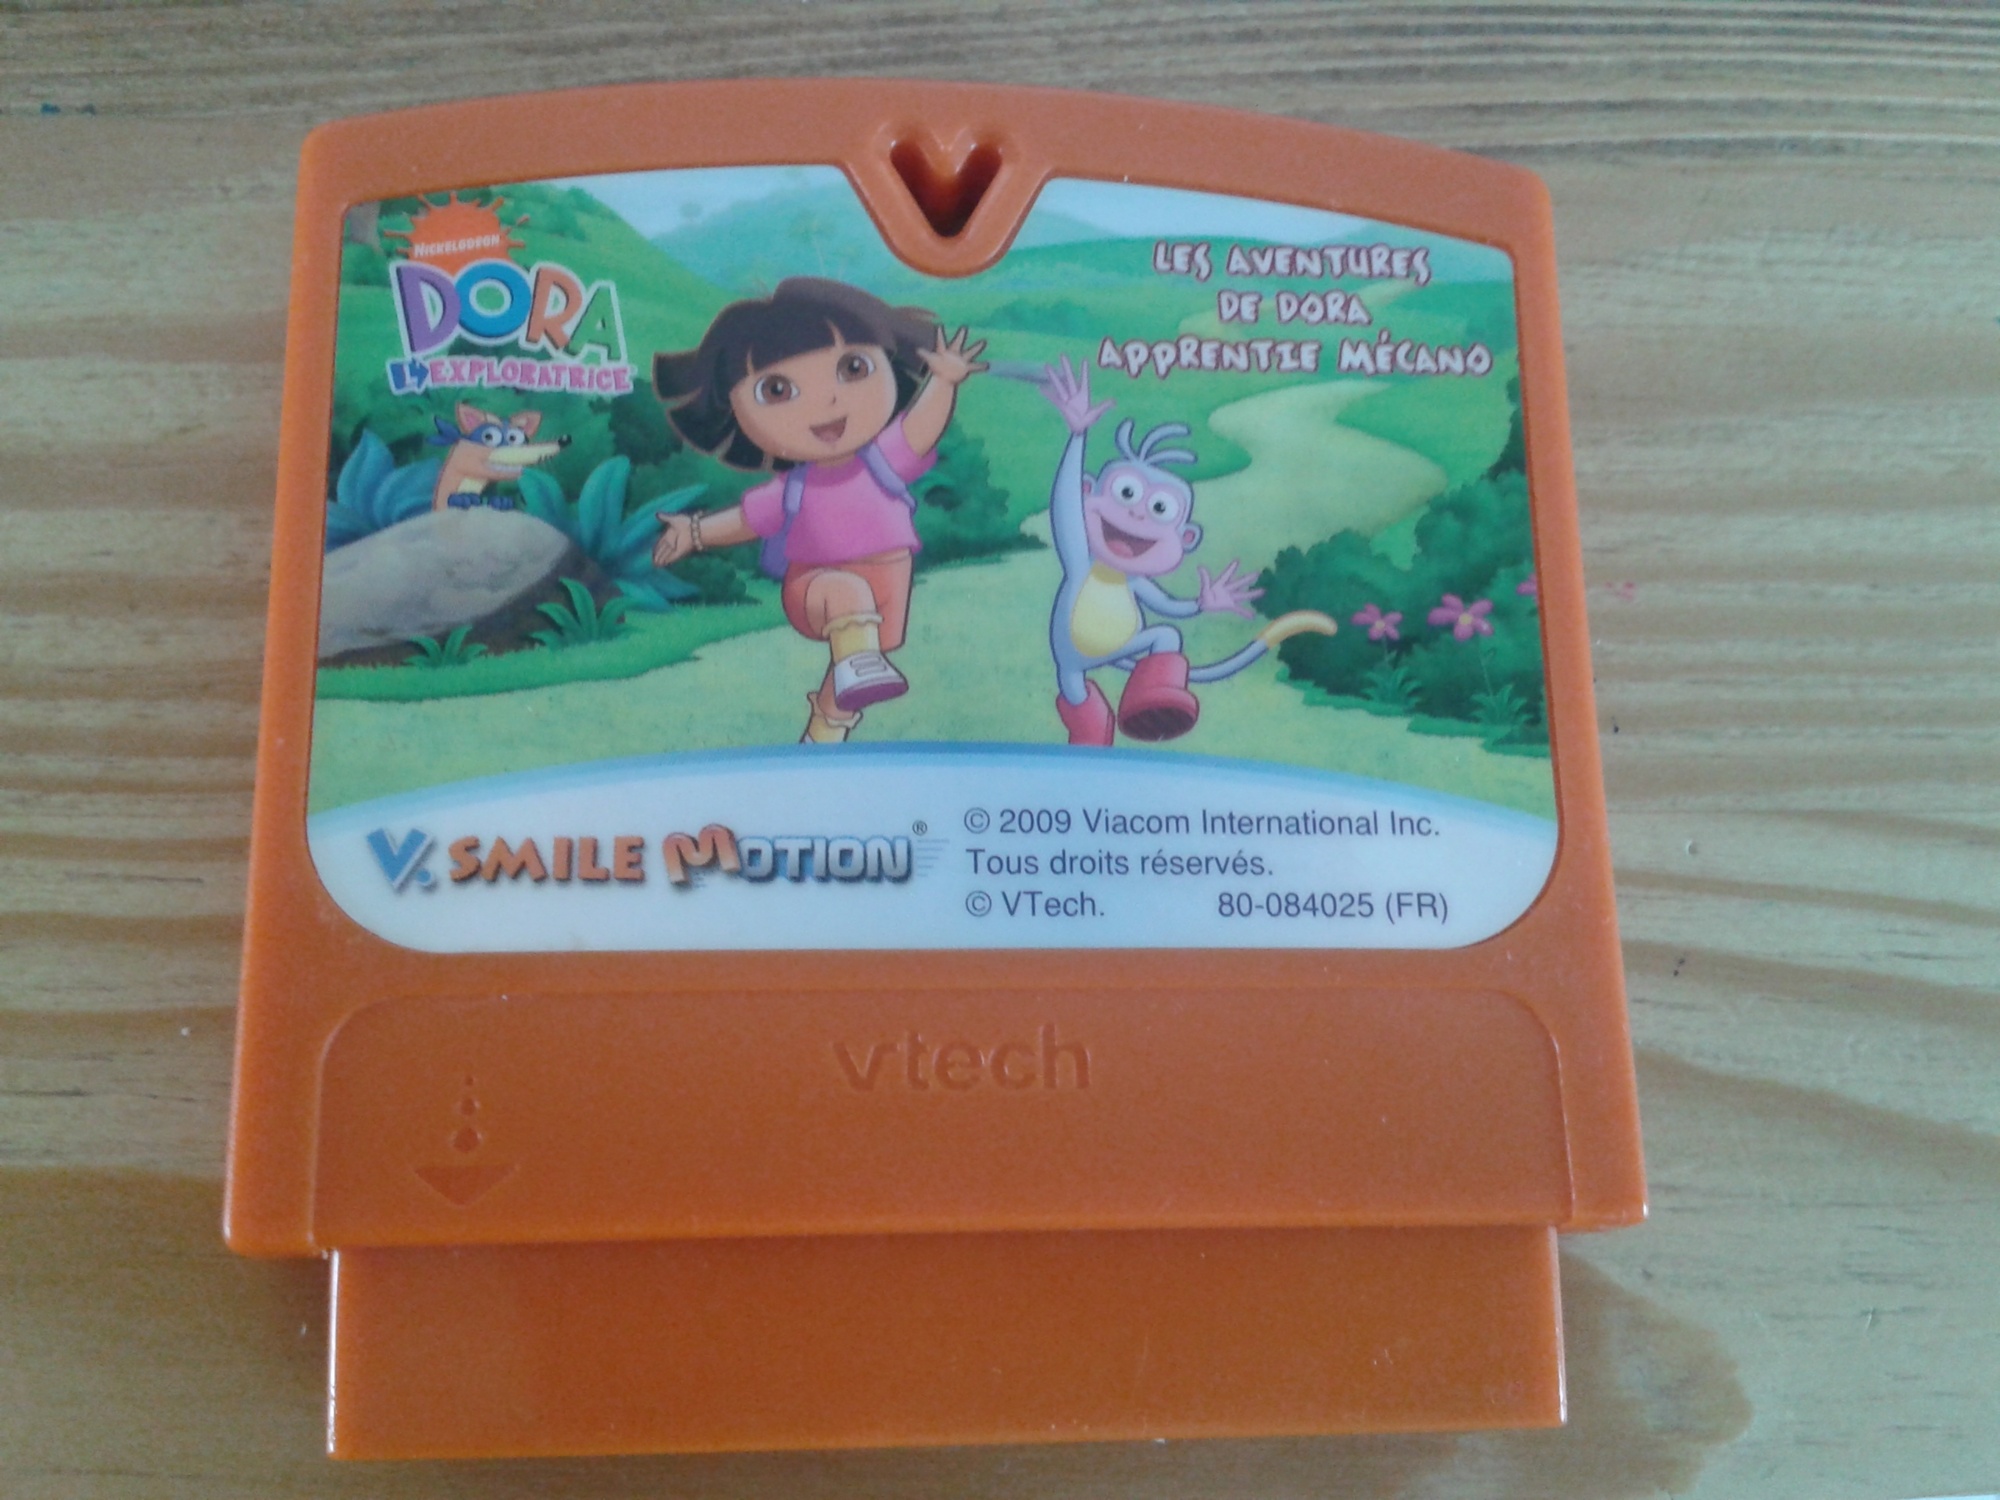 NICKELODEON
DORA
L'EXPLORATRICE
LES AVENTURES
DE DORA
APPRENTIE MÉCANO
V. SMILE MOTION®
© 2009 Viacom International Inc.
Tous droits réservés.
© VTech. 80-084025 (FR)
vtech